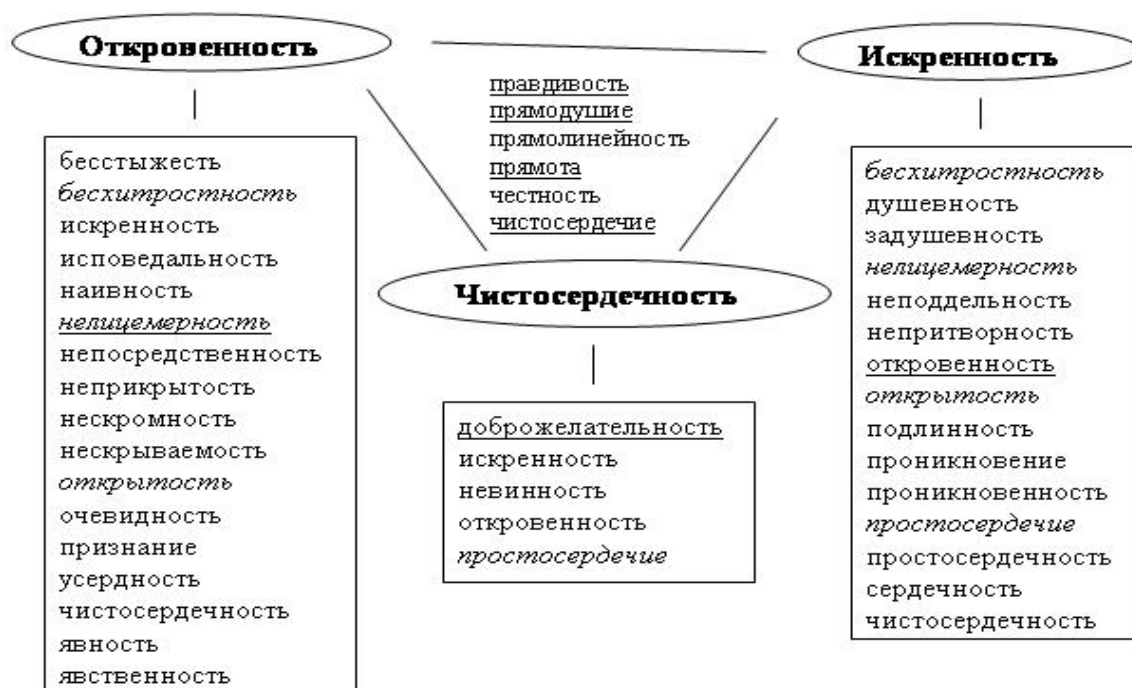 Откровенность
Искренность
правдивость
прямодушие
прямолинейность
прямота
честность
чистосердечие
Чистосердечность
бесстыжесть
бесхитростность
искренность
исповедальность
наивность
нелицемерность
непосредственность
неприкрытость
нескромность
нескрываемость
открытость
очевидность
признание
усердность
чистосердечность
явность
явственность
доброжелательность
искренность
невинность
откровенность
простосердечие
бесхитростность
душевность
задушевность
нелицемерность
неподдельность
непритворность
откровенность
открытость
подлинность
проникновение
проникновенность
простосердечие
простосердечность
сердечность
чистосердечность